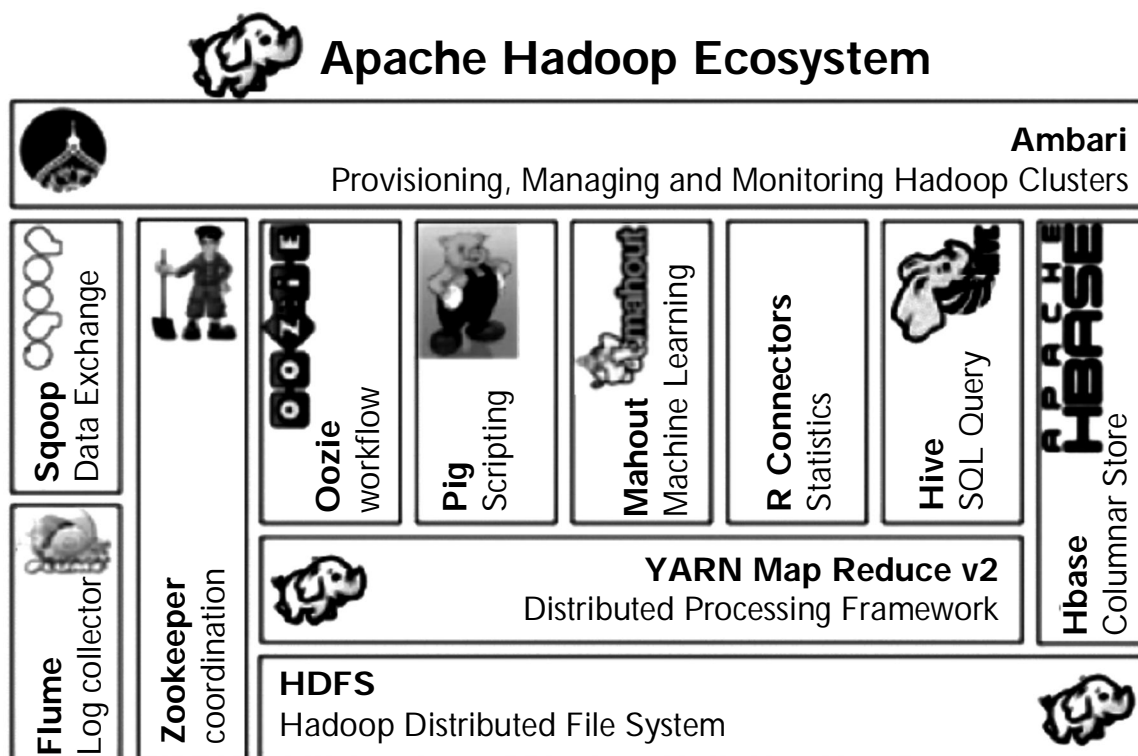 Apache Hadoop Ecosystem
Ambari
Provisioning, Managing and Monitoring Hadoop Clusters
Sqoop
Data Exchange
Flume
Log collector
Zookeeper
coordination
OOZIE
Oozie
workflow
Pig
Scripting
mahout
Mahout
Machine Learning
R Connectors
Statistics
HIVE
Hive
SQL Query
APACHE
HBASE
Hbase
Columnar Store
YARN Map Reduce v2
Distributed Processing Framework
HDFS
Hadoop Distributed File System